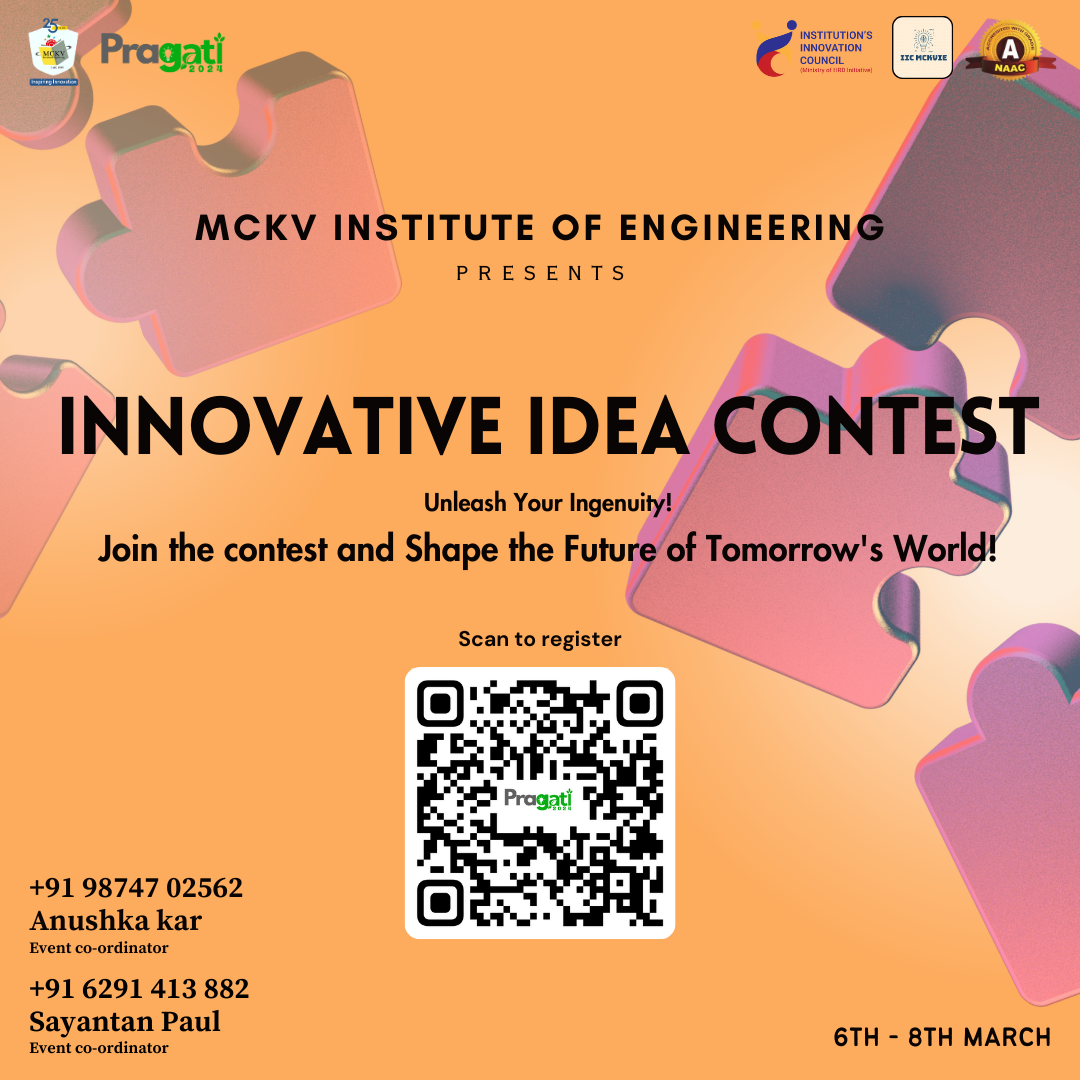 25
MCKV
Inspiring Innovation
Pragati
2024
INSTITUTION'S
INNOVATION
COUNCIL
(Ministry of HRD Initiative)
IIC MCKVIE
A
NAAC
MCKV INSTITUTE OF ENGINEERING
PRESENTS
INNOVATIVE IDEA CONTEST
Unleash Your Ingenuity!
Join the contest and Shape the Future of Tomorrow's World!
Scan to register
Pragati
2024
+91 98747 02562
Anushka kar
Event co-ordinator
+91 6291 413 882
Sayantan Paul
Event co-ordinator
6TH - 8TH MARCH